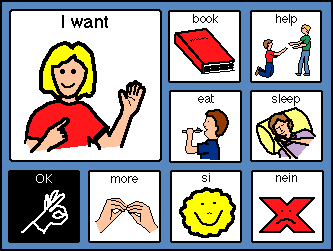 I want
book
help
eat
sleep
OK
more
si
nein